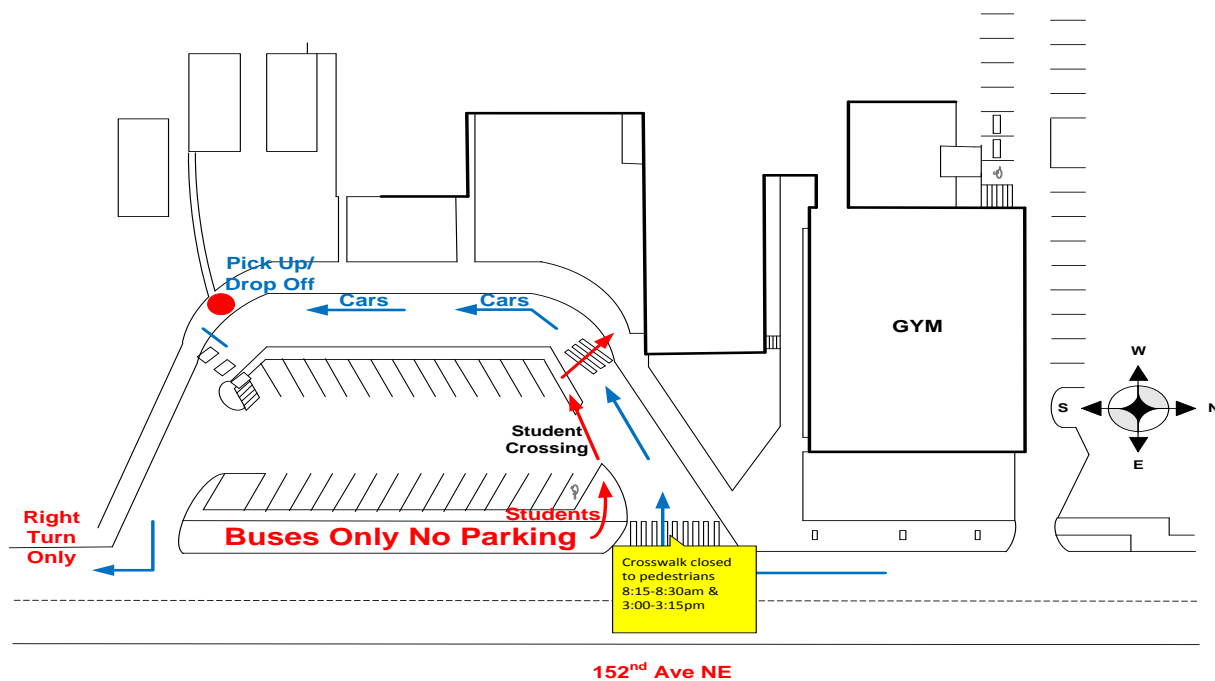 Pick Up/
Drop Off
Cars
Cars
GYM
W
S
N
E
Student
Crossing
Students
Right
Turn
Only
Buses Only No Parking
Crosswalk closed
to pedestrians
8:15-8:30am &
3:00-3:15pm
152nd Ave NE